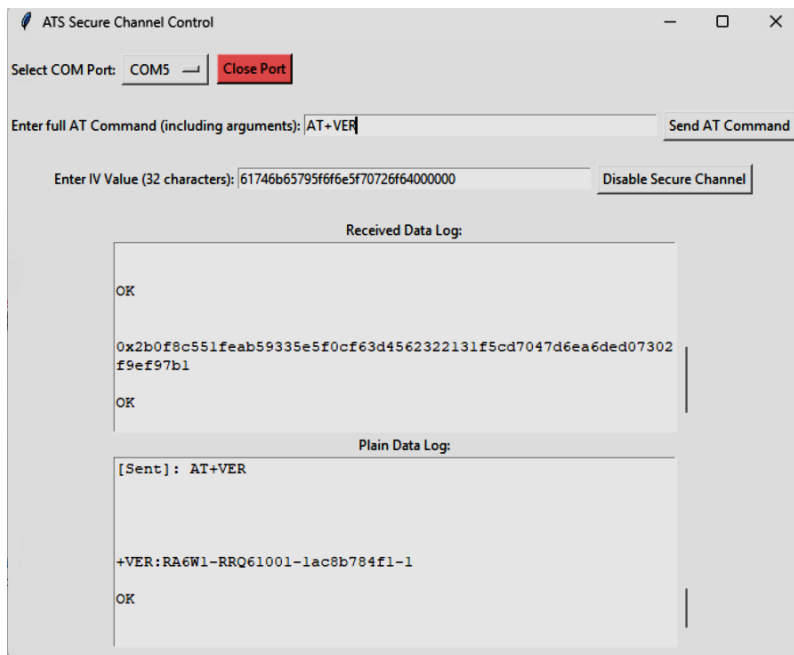 ATS Secure Channel Control
Select COM Port: COM5 Close Port
Enter full AT Command (including arguments): AT+VER Send AT Command
Enter IV Value (32 characters): 61746b65795f6f6e5f70726f64000000 Disable Secure Channel
Received Data Log:
OK
0x2b0f8c551feab59335e5f0cf63d4562322131f5cd7047d6ea6ded07302
f9ef97b1
OK
Plain Data Log:
[Sent]: AT+VER
+VER:RA6W1-RRQ61001-1ac8b784f1-1
OK